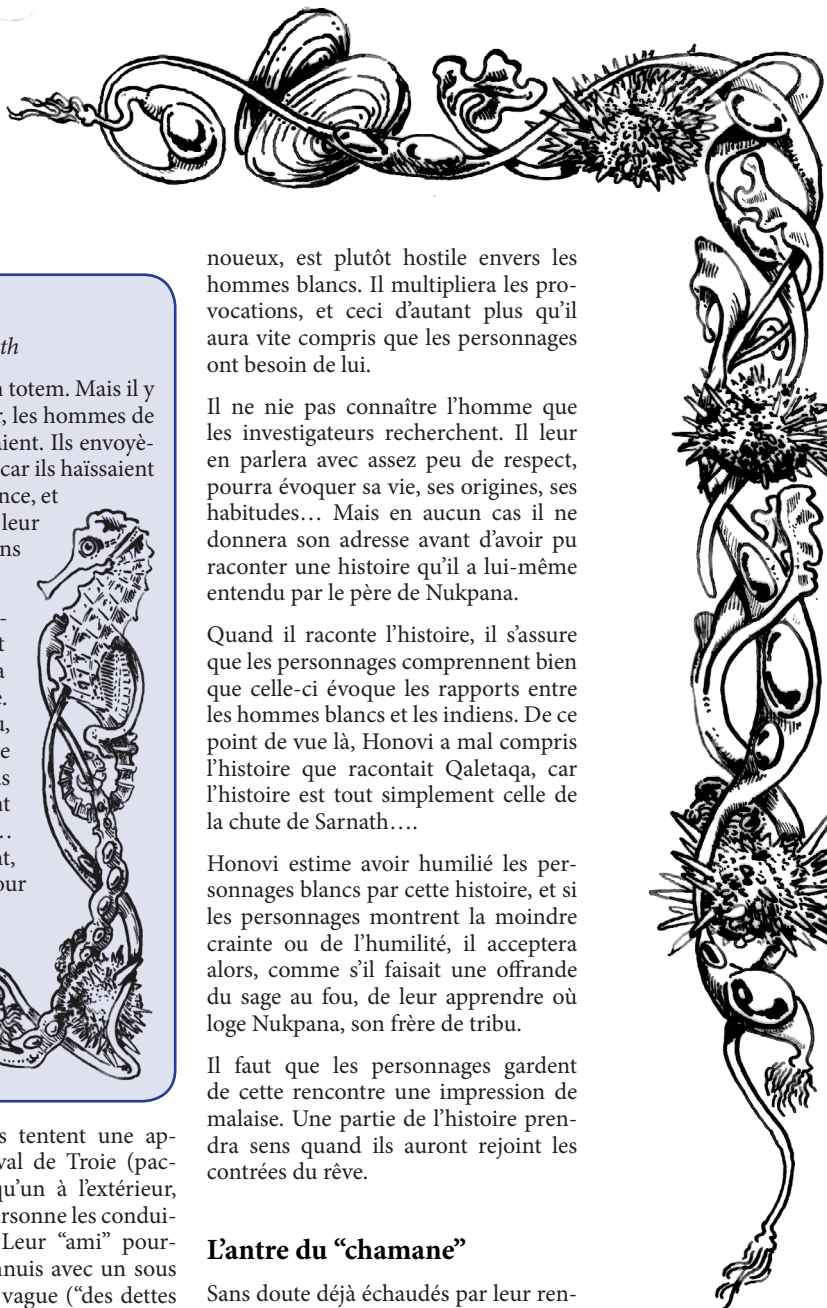 th
n totem. Mais il y
r, les hommes de
aient. Ils envoyè-
car ils haïssaient
nce, et
leur
ns
-
t
a
e.
u,
e
s
nt
…
nt,
our
s tentent une ap-
val de Troie (pac-
qu’un à l’extérieur,
ersonne les condui-
Leur “ami” pour-
nnuis avec un sous
vague (“des dettes
noueux, est plutôt hostile envers les
hommes blancs. Il multipliera les pro-
vocations, et ceci d’autant plus qu’il
aura vite compris que les personnages
ont besoin de lui.
Il ne nie pas connaître l’homme que
les investigateurs recherchent. Il leur
en parlera avec assez peu de respect,
pourra évoquer sa vie, ses origines, ses
habitudes… Mais en aucun cas il ne
donnera son adresse avant d’avoir pu
raconter une histoire qu’il a lui-même
entendu par le père de Nukpana.
Quand il raconte l’histoire, il s’assure
que les personnages comprennent bien
que celle-ci évoque les rapports entre
les hommes blancs et les indiens. De ce
point de vue là, Honovi a mal compris
l’histoire que racontait Qaletaqa, car
l’histoire est tout simplement celle de
la chute de Sarnath….
Honovi estime avoir humilié les per-
sonnages blancs par cette histoire, et si
les personnages montrent la moindre
crainte ou de l’humilité, il acceptera
alors, comme s’il faisait une offrande
du sage au fou, de leur apprendre où
loge Nukpana, son frère de tribu.
Il faut que les personnages gardent
de cette rencontre une impression de
malaise. Une partie de l’histoire pren-
dra sens quand ils auront rejoint les
contrées du rêve.
L’antre du “chamane”
Sans doute déjà échaudés par leur ren-